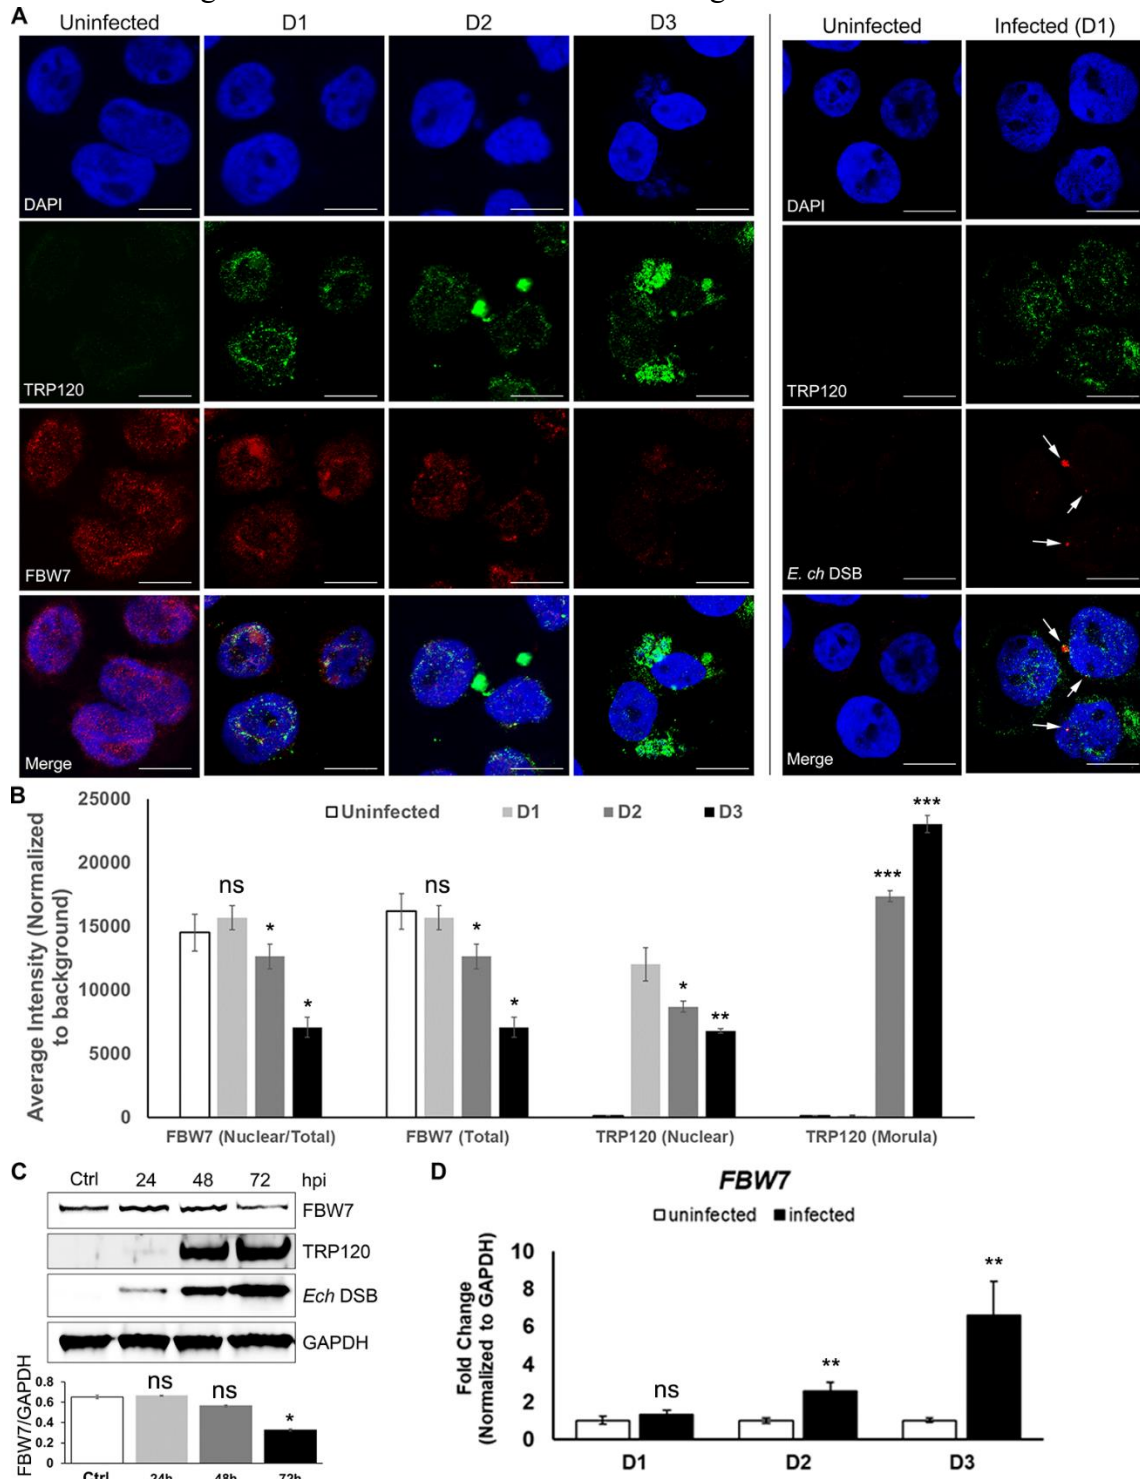 A
Uninfected D1 D2 D3 Uninfected Infected (D1)
DAPI DAPI
TRP120 TRP120
FBW7 E. ch DSB
Merge Merge
B
25000
20000
15000
10000
5000
0
Average Intensity (Normalized
to background)
Uninfected D1 D2 D3
ns * * ns * * * ** *** ***
FBW7 (Nuclear/Total) FBW7 (Total) TRP120 (Nuclear) TRP120 (Morula)
C
Ctrl 24 48 72 hpi
FBW7
TRP120
Ech DSB
GAPDH
FBW7/GAPDH
0.8
0.6
0.4
0.2
0
ns ns *
Ctrl 24h 48h 72h
D
FBW7
uninfected infected
Fold Change
(Normalized to GAPDH)
10
8
6
4
2
0
ns ** **
D1 D2 D3